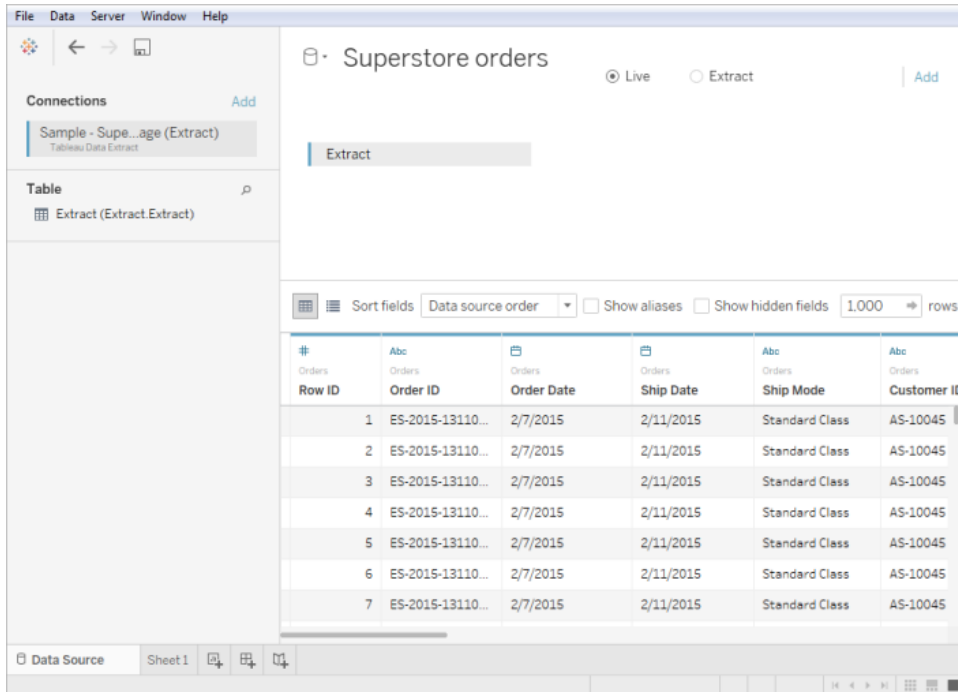 File Data Server Window Help
Superstore orders
Live Extract Add
Connections Add
Sample - Supe...age (Extract)
Tableau Data Extract
Extract
Table
Extract (Extract.Extract)
Sort fields Data source order Show aliases Show hidden fields 1,000 rows
# Abc Abc Abc
Orders Orders Orders Orders Orders Orders
Row ID Order ID Order Date Ship Date Ship Mode Customer ID
1 ES-2015-13110... 2/7/2015 2/11/2015 Standard Class AS-10045
2 ES-2015-13110... 2/7/2015 2/11/2015 Standard Class AS-10045
3 ES-2015-13110... 2/7/2015 2/11/2015 Standard Class AS-10045
4 ES-2015-13110... 2/7/2015 2/11/2015 Standard Class AS-10045
5 ES-2015-13110... 2/7/2015 2/11/2015 Standard Class AS-10045
6 ES-2015-13110... 2/7/2015 2/11/2015 Standard Class AS-10045
7 ES-2015-13110... 2/7/2015 2/11/2015 Standard Class AS-10045
Data Source Sheet 1